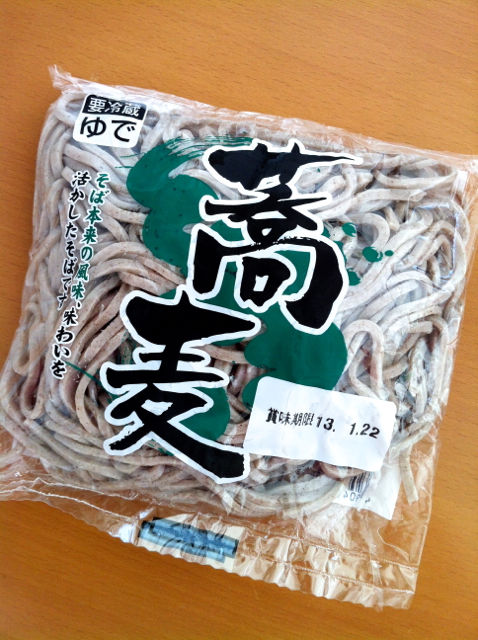 要冷蔵
ゆで
蕎麦
そば本来の風味、
味わいを
活かしたそばです
賞味期限 13. 1.22